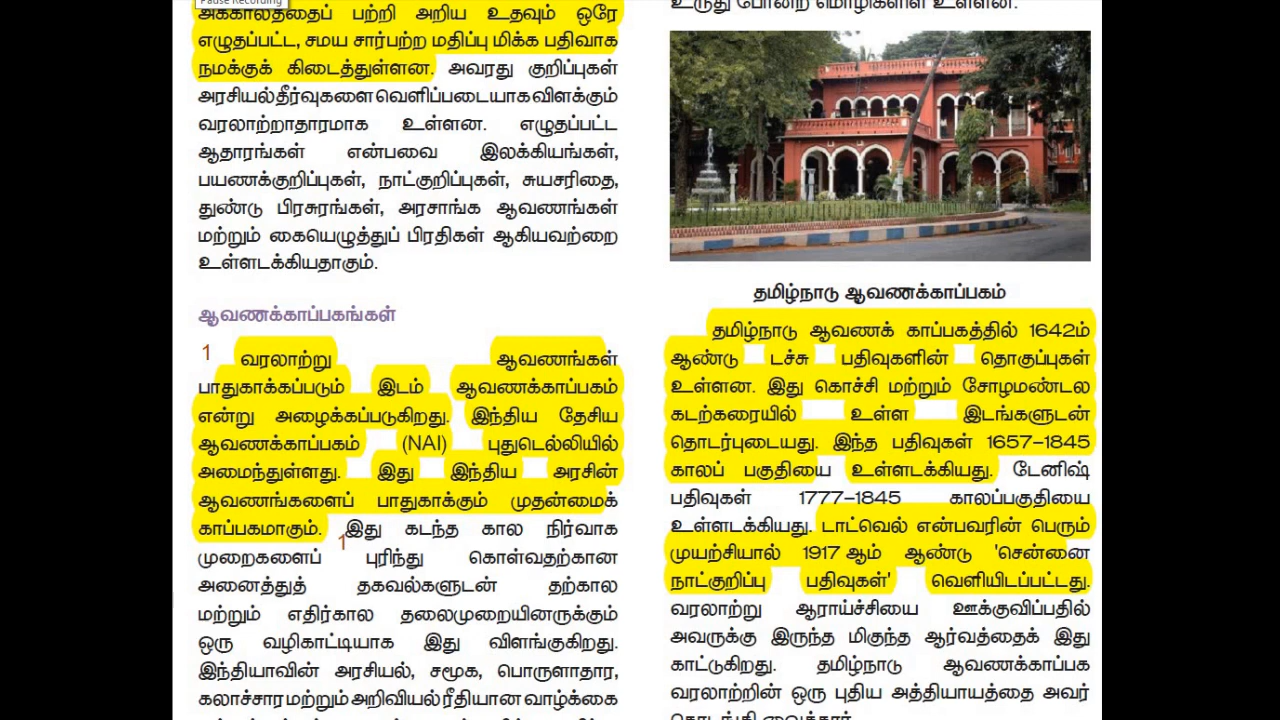 Pause Recording
அக்காலத்தைப் பற்றி அறிய உதவும் ஒரே
எழுதப்பட்ட, சமய சார்பற்ற மதிப்பு மிக்க பதிவாக
நமக்குக் கிடைத்துள்ளன. அவரது குறிப்புகள்
அரசியல்தீர்வுகளை வெளிப்படையாக விளக்கும்
வரலாற்றாதாரமாக உள்ளன. எழுதப்பட்ட
ஆதாரங்கள் என்பவை இலக்கியங்கள்,
பயணக்குறிப்புகள், நாட்குறிப்புகள், சுயசரிதை,
துண்டு பிரசுரங்கள், அரசாங்க ஆவணங்கள்
மற்றும் கையெழுத்துப் பிரதிகள் ஆகியவற்றை
உள்ளடக்கியதாகும்.
ஆவணக்காப்பகங்கள்
1 வரலாற்று ஆவணங்கள்
பாதுகாக்கப்படும் இடம் ஆவணக்காப்பகம்
என்று அழைக்கப்படுகிறது. இந்திய தேசிய
ஆவணக்காப்பகம் (NAI) புதுடெல்லியில்
அமைந்துள்ளது. இது இந்திய அரசின்
ஆவணங்களைப் பாதுகாக்கும் முதன்மைக்
காப்பகமாகும். இது கடந்த கால நிர்வாக
1
முறைகளைப் புரிந்து கொள்வதற்கான
அனைத்துத் தகவல்களுடன் தற்கால
மற்றும் எதிர்கால தலைமுறையினருக்கும்
ஒரு வழிகாட்டியாக இது விளங்குகிறது.
இந்தியாவின் அரசியல், சமூக, பொருளாதார,
கலாச்சார மற்றும் அறிவியல் ரீதியான வாழ்க்கை
உருது போன்ற மொழிகளில் உள்ளன.
தமிழ்நாடு ஆவணக்காப்பகம்
தமிழ்நாடு ஆவணக் காப்பகத்தில் 1642ம்
ஆண்டு டச்சு பதிவுகளின் தொகுப்புகள்
உள்ளன. இது கொச்சி மற்றும் சோழமண்டல
கடற்கரையில் உள்ள இடங்களுடன்
தொடர்புடையது. இந்த பதிவுகள் 1657–1845
காலப் பகுதியை உள்ளடக்கியது. டேனிஷ்
பதிவுகள் 1777–1845 காலப்பகுதியை
உள்ளடக்கியது. டாட்வெல் என்பவரின் பெரும்
முயற்சியால் 1917 ஆம் ஆண்டு 'சென்னை
நாட்குறிப்பு பதிவுகள்' வெளியிடப்பட்டது.
வரலாற்று ஆராய்ச்சியை ஊக்குவிப்பதில்
அவருக்கு இருந்த மிகுந்த ஆர்வத்தைக் இது
காட்டுகிறது. தமிழ்நாடு ஆவணக்காப்பக
வரலாற்றின் ஒரு புதிய அத்தியாயத்தை அவர்
தொடங்கி வைத்தார்.